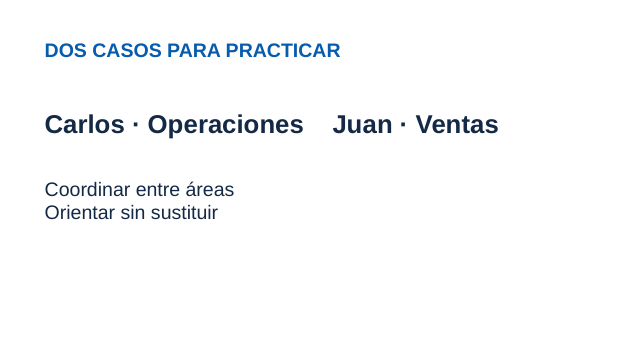 DOS CASOS PARA PRACTICAR
Carlos · Operaciones Juan · Ventas
Coordinar entre áreas
Orientar sin sustituir